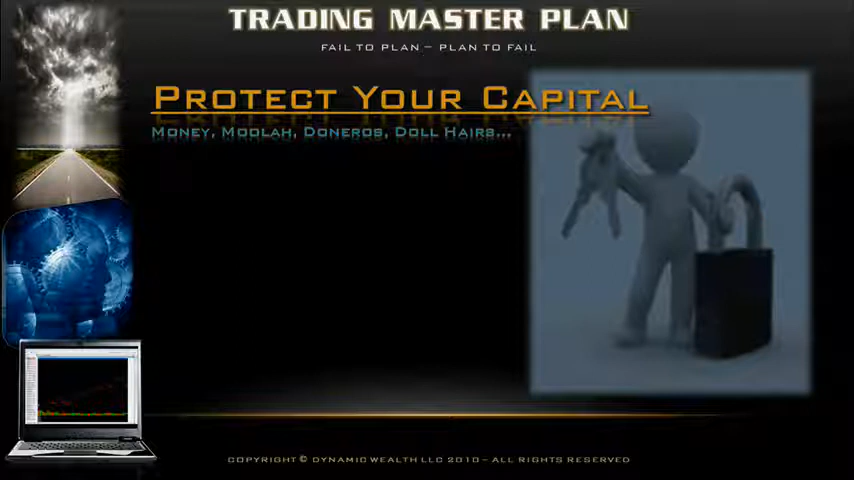 TRADING MASTER PLAN
FAIL TO PLAN – PLAN TO FAIL
PROTECT YOUR CAPITAL
MONEY, MOOLAH, DONEROS, DOLL HAIRS...
COPYRIGHT © DYNAMIC WEALTH LLC 2010 – ALL RIGHTS RESERVED